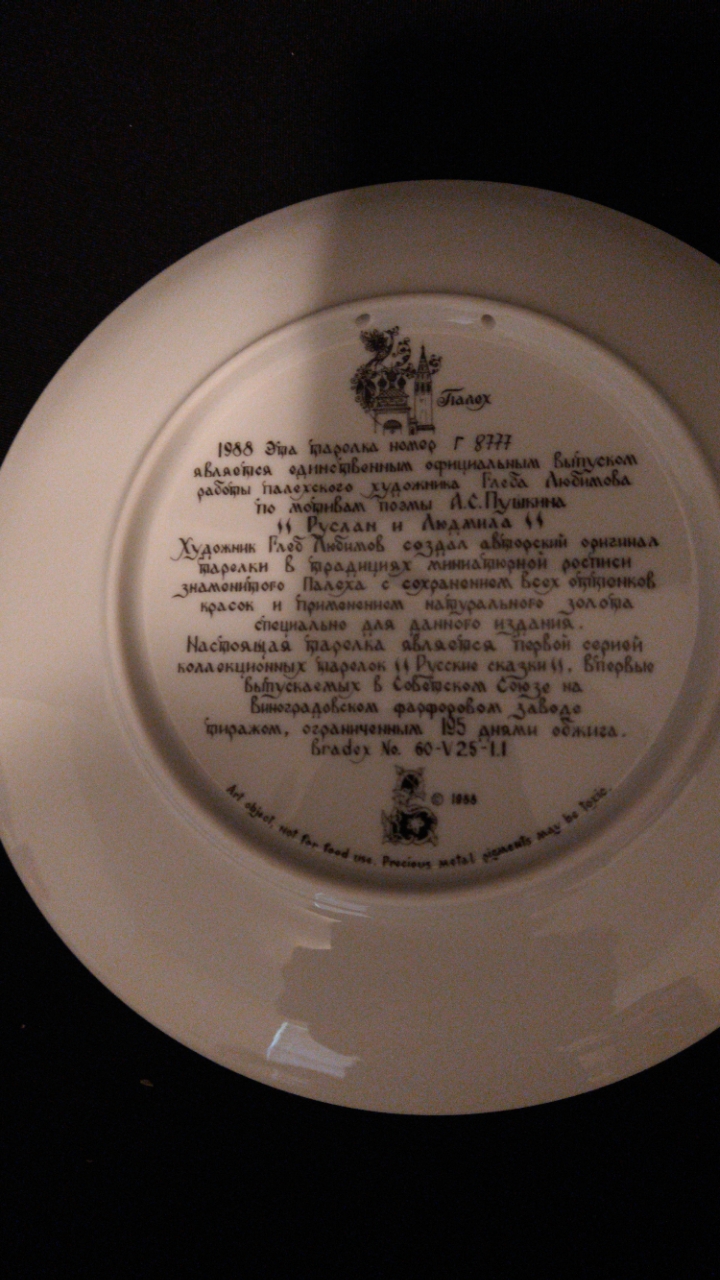 Палех
1988 Эта тарелка номер Г 8777
является единственным официальным выпуском
работы палехского художника Глеба Любимова
по мотивам поэмы А.С.Пушкина
"Руслан и Людмила"
Художник Глеб Любимов создал авторский оригинал
тарелки в традициях миниатюрной росписи
знаменитого Палеха с сохранением всех оттенков
красок и применением натурального золота
специально для данного издания.
Настоящая тарелка является первой серией
коллекционных тарелок "Русские сказки". Впервые
выпускаемых в Советском Союзе на
Виноградовском фарфоровом заводе
тиражом, ограниченным 195 днями обжига.
Bradex No. 60-V25-1.1
© 1988
Art object, not for food use. Precious metal pigments may be toxic.